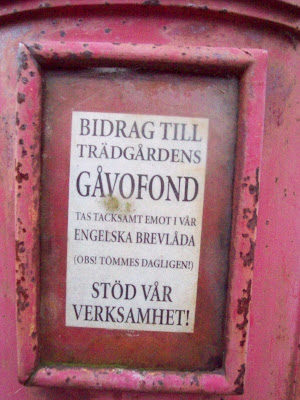 BIDRAG TILL
TRÄDGÅRDENS
GÅVOFOND
TAS TACKSAMT EMOT I VÅR
ENGELSKA BREVLÅDA
(OBS! TÖMMES DAGLIGEN!)
STÖD VÅR
VERKSAMHET!